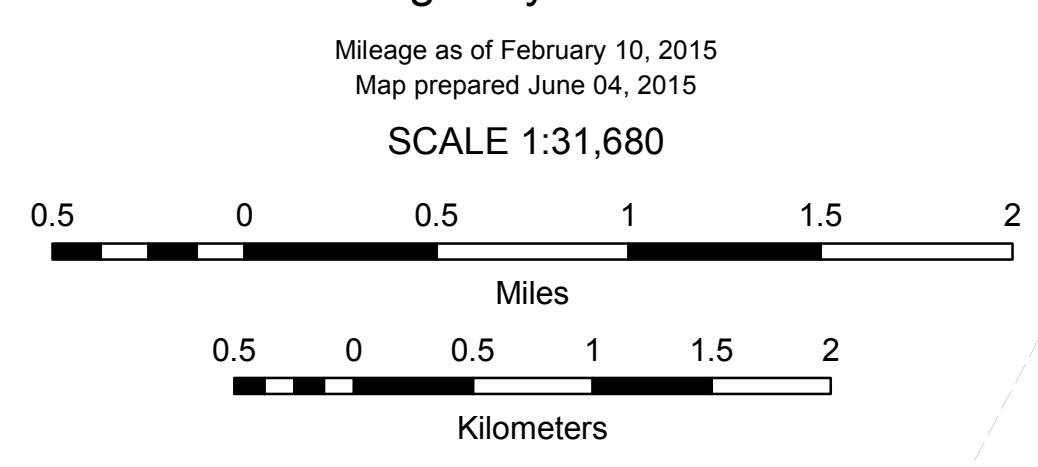 Mileage as of February 10, 2015
Map prepared June 04, 2015
SCALE 1:31,680
0.5 0 0.5 1 1.5 2
Miles
0.5 0 0.5 1 1.5 2
Kilometers